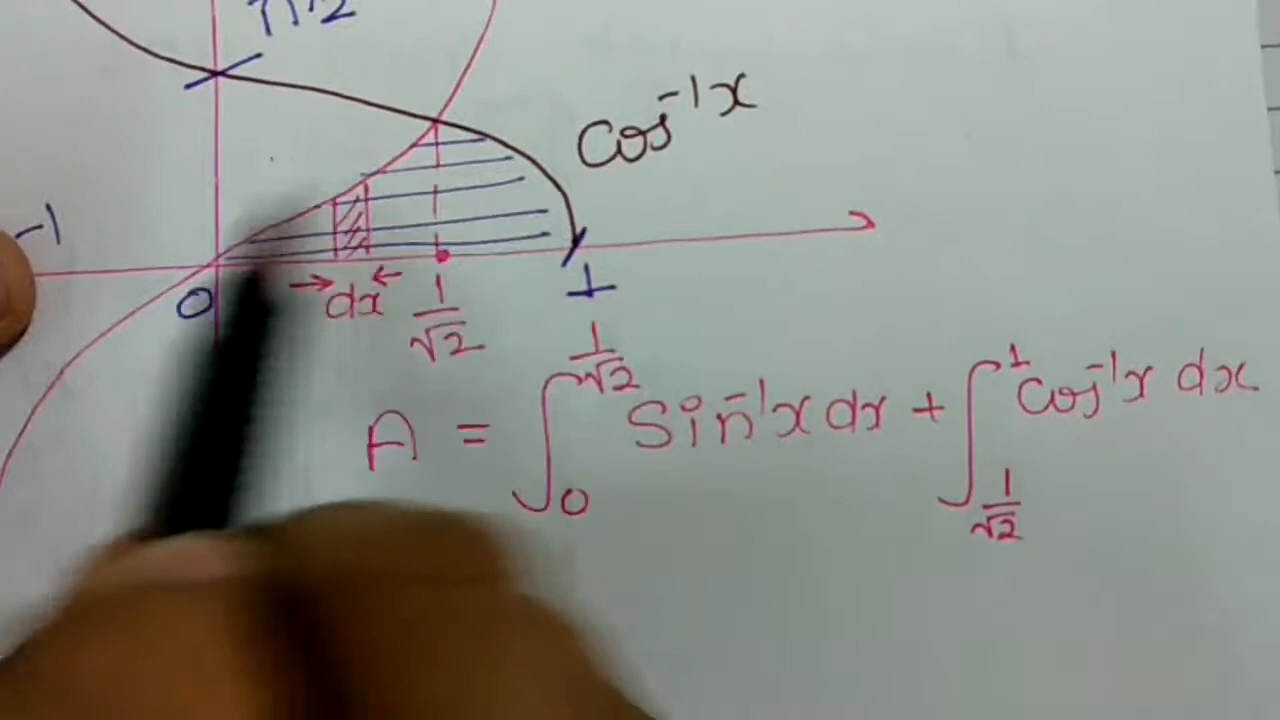 π/2
cos⁻¹x
-1
0
dx
1/√2
1
A = ∫₀^{1/√2} Sin⁻¹x dx + ∫_{1/√2}^{1} cos⁻¹x dx